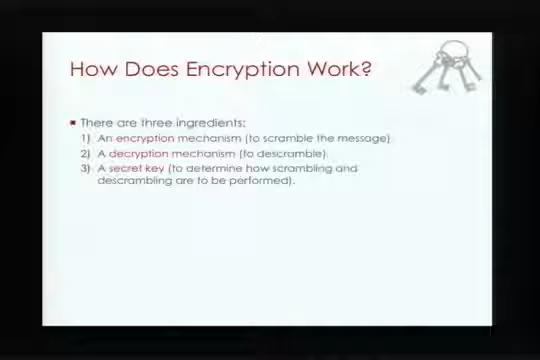 How Does Encryption Work?
▪ There are three ingredients:
1) An encryption mechanism (to scramble the message)
2) A decryption mechanism (to descramble)
3) A secret key (to determine how scrambling and
descrambling are to be performed).